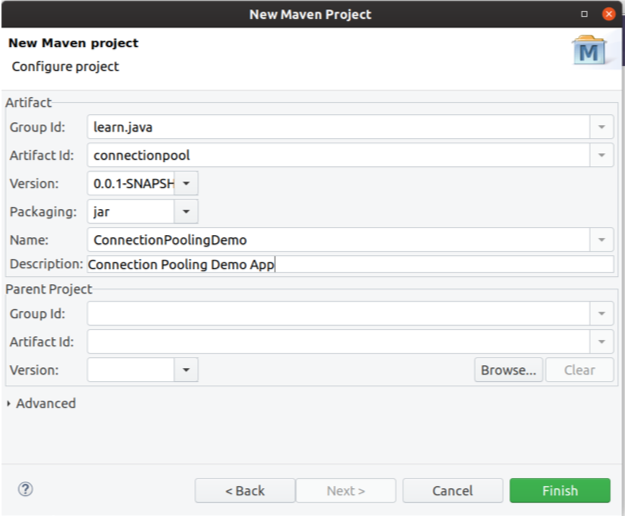 New Maven Project
New Maven project
Configure project
M
Artifact
Group Id: learn.java
Artifact Id: connectionpool
Version: 0.0.1-SNAPSH
Packaging: jar
Name: ConnectionPoolingDemo
Description: Connection Pooling Demo App
Parent Project
Group Id:
Artifact Id:
Version: Browse... Clear
Advanced
? < Back Next > Cancel Finish